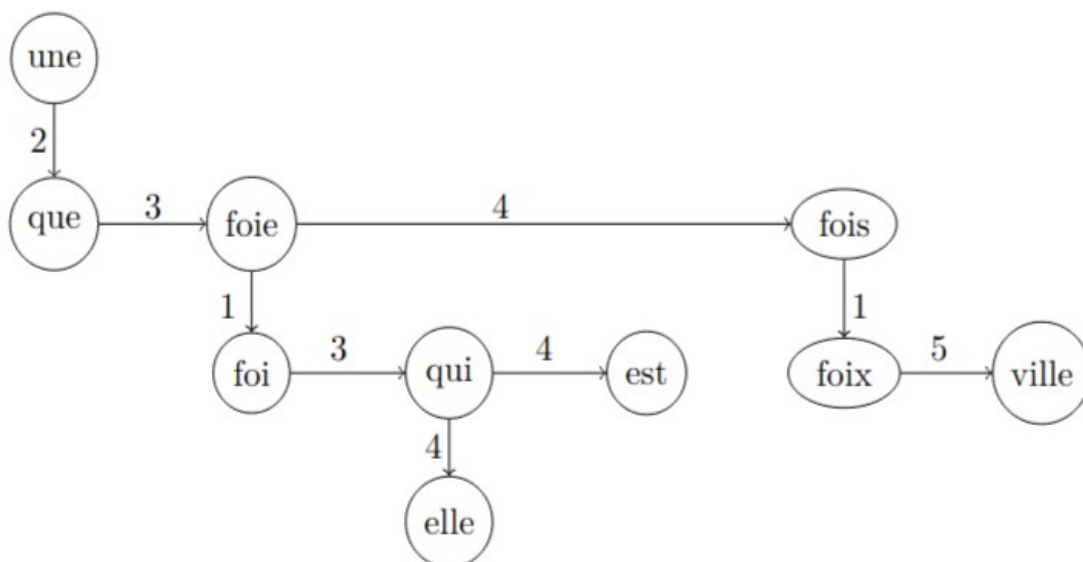 une
2
que 3 foie 4 fois
1 1
foi 3 qui 4 est foix 5 ville
4
elle